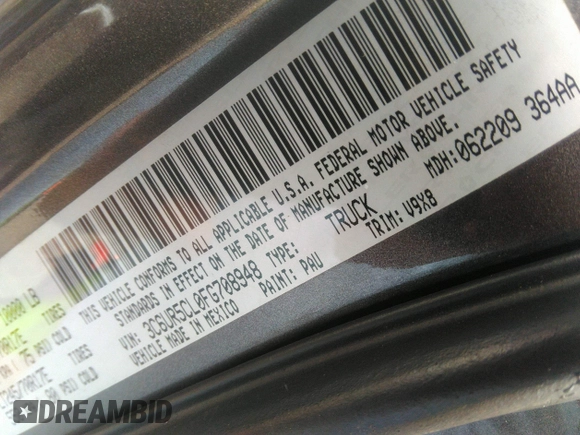 10000 LB
TIRES
PSI COLD
TIRES
PSI COLD
THIS VEHICLE CONFORMS TO ALL APPLICABLE U.S.A. FEDERAL MOTOR VEHICLE SAFETY
STANDARDS IN EFFECT ON THE DATE OF MANUFACTURE SHOWN ABOVE.
VIN: 3C6UR5CL0FG708948 TYPE: TRUCK MDH: 062209 364AA
VEHICLE MADE IN MEXICO PAINT: PAU TRIM: V9X8
DREAMBID